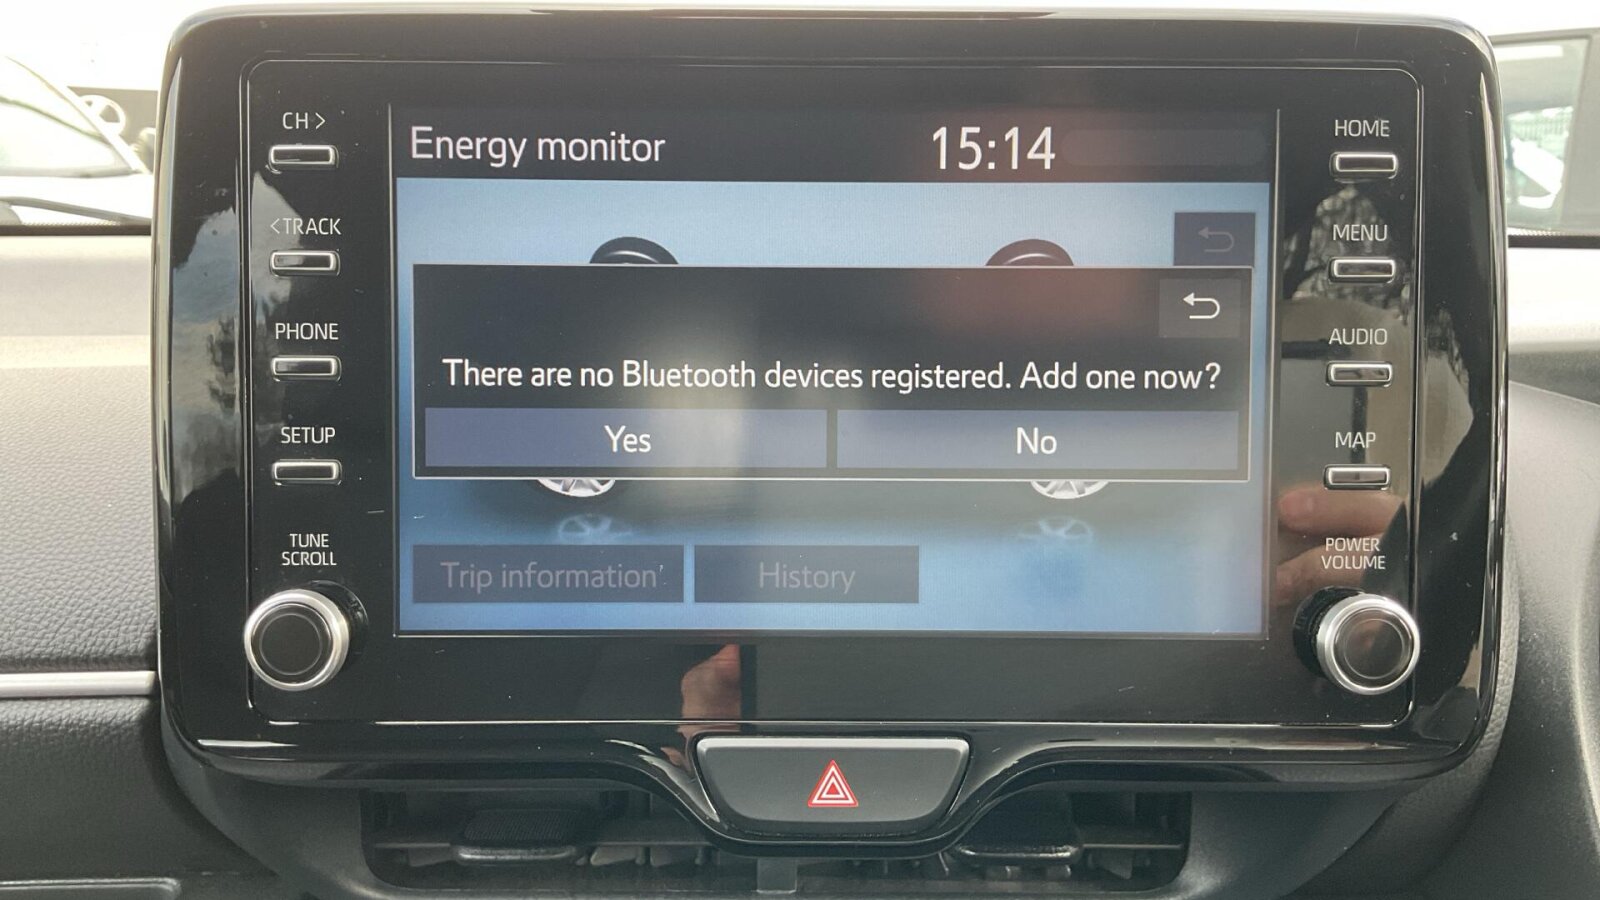 CH >
Energy monitor
15:14
HOME
<TRACK
MENU
PHONE
AUDIO
There are no Bluetooth devices registered. Add one now?
SETUP
Yes
No
MAP
TUNE
SCROLL
Trip information
History
POWER
VOLUME